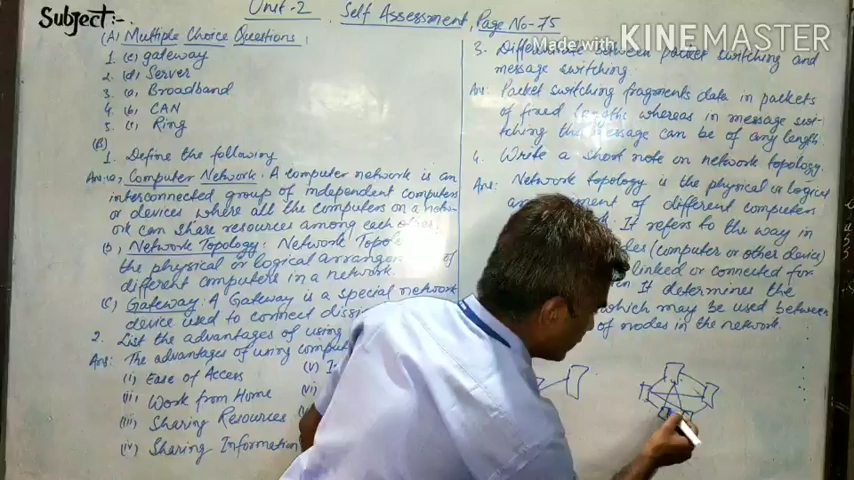 Subject:-
Unit-2 Self Assessment, Page No-75
(A) Multiple Choice Questions
1. (c) gateway
2. (d) Server
3. (a) Broadband
4. (b) CAN
5. (c) Ring
(B)
1. Define the following
Ans: (a) Computer Network. A computer network is an
interconnected group of independent computers
or devices where all the computers on a netw-
ork can share resources among each other.
(b) Network Topology: Network Topo
the physical or logical arrange of
different computers in a network.
(c) Gateway: A Gateway is a special network
device used to connect diss
2. List the advantages of using
Ans: The advantages of using compu
(i) Ease of Access
(ii) Work from Home
(iii) Sharing Resources
(iv) Sharing Information
(v) I
(vi)
3. Differentiate between packet switching and
message switching.
Ans: Packet switching fragments data in packets
of fixed lengths whereas in message swi-
tching the message can be of any length.
4. Write a short note on network topology.
Ans: Network topology is the physical or logical
arrangement of different computers
It refers to the way in
(computer or other device)
linked or connected for
It determines the
which may be used between
of nodes in the network.
Made with KINEMASTER